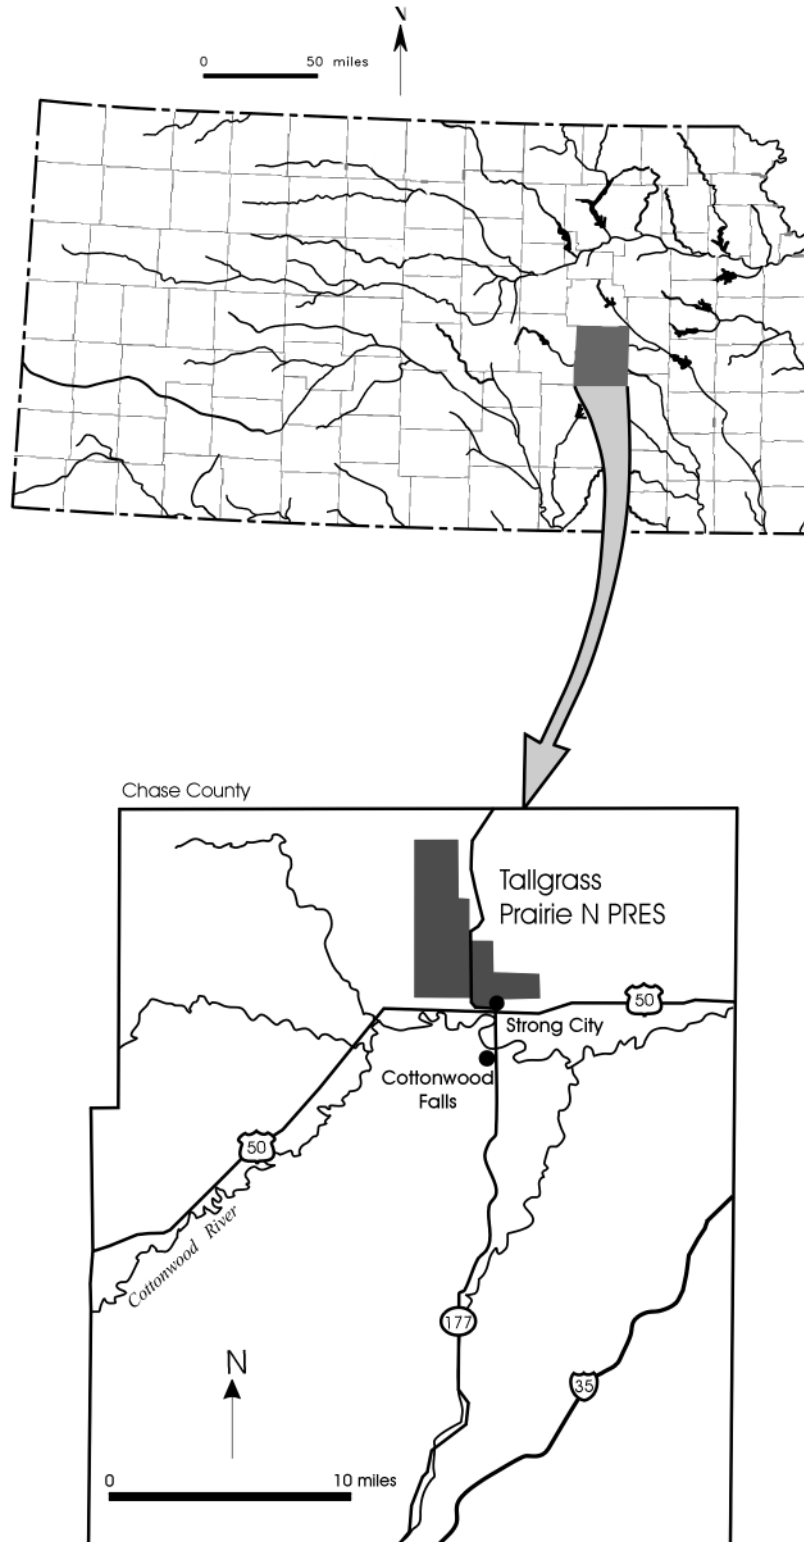 N
0 50 miles
Chase County
Tallgrass
Prairie N PRES
50
Strong City
Cottonwood
Falls
50
Cottonwood River
177
N
35
0 10 miles